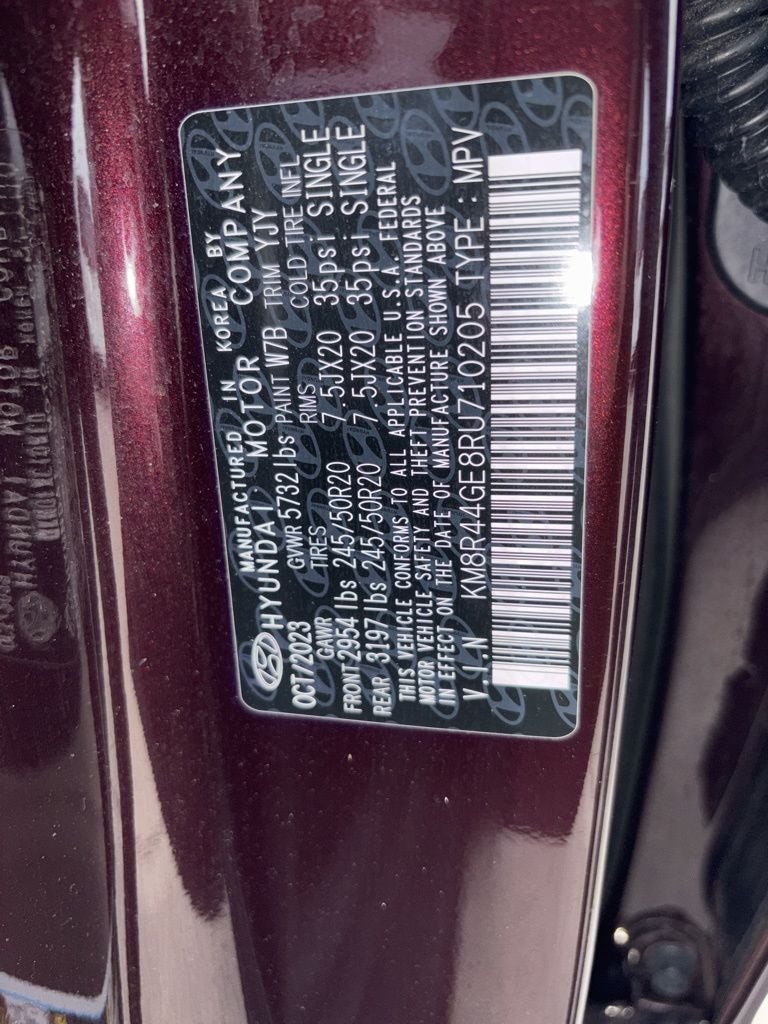 MANUFACTURED IN KOREA BY
HYUNDAI MOTOR COMPANY
OCT/2023 GVWR 5732lbs PAINT W7B TRIM YJY
GAWR TIRES RIMS COLD TIRE INFL
FRONT 2954lbs 245/50R20 7.5JX20 35psi SINGLE
REAR 3197lbs 245/50R20 7.5JX20 35psi SINGLE
THIS VEHICLE CONFORMS TO ALL APPLICABLE U.S.A. FEDERAL
MOTOR VEHICLE SAFETY AND THEFT PREVENTION STANDARDS
IN EFFECT ON THE DATE OF MANUFACTURE SHOWN ABOVE
V.I.N KM8R44GE8RU710205 TYPE : MPV